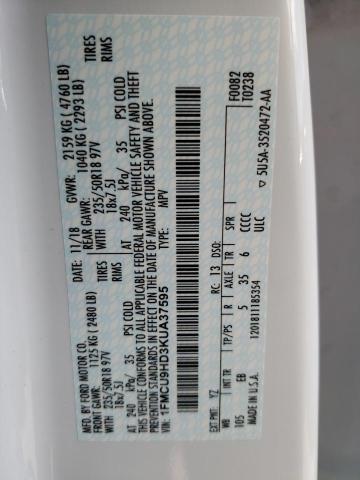 MFD. BY FORD MOTOR CO.
DATE: 11/18 GVWR: 2159 KG ( 4760 LB)
FRONT GAWR: 1125 KG ( 2480 LB) REAR GAWR: 1040 KG ( 2293 LB)
WITH 235/50R18 97V TIRES WITH 235/50R18 97V TIRES
18x7.5J RIMS 18x7.5J RIMS
AT 240 kPa/ 35 PSI COLD AT 240 kPa/ 35 PSI COLD
THIS VEHICLE CONFORMS TO ALL APPLICABLE FEDERAL MOTOR VEHICLE SAFETY AND THEFT
PREVENTION STANDARDS IN EFFECT ON THE DATE OF MANUFACTURE SHOWN ABOVE.
VIN: 1FMCU9HD3KUA37595 TYPE: MPV
F0082
T0238
EXT PNT: YZ RC: 13 DSO:
WB INT TR TP/PS R AXLE TR SPR
105 EB 5 35 6 CCCC
MADE IN U.S.A. 1201811185354 ULC
5U5A-3520472-AA